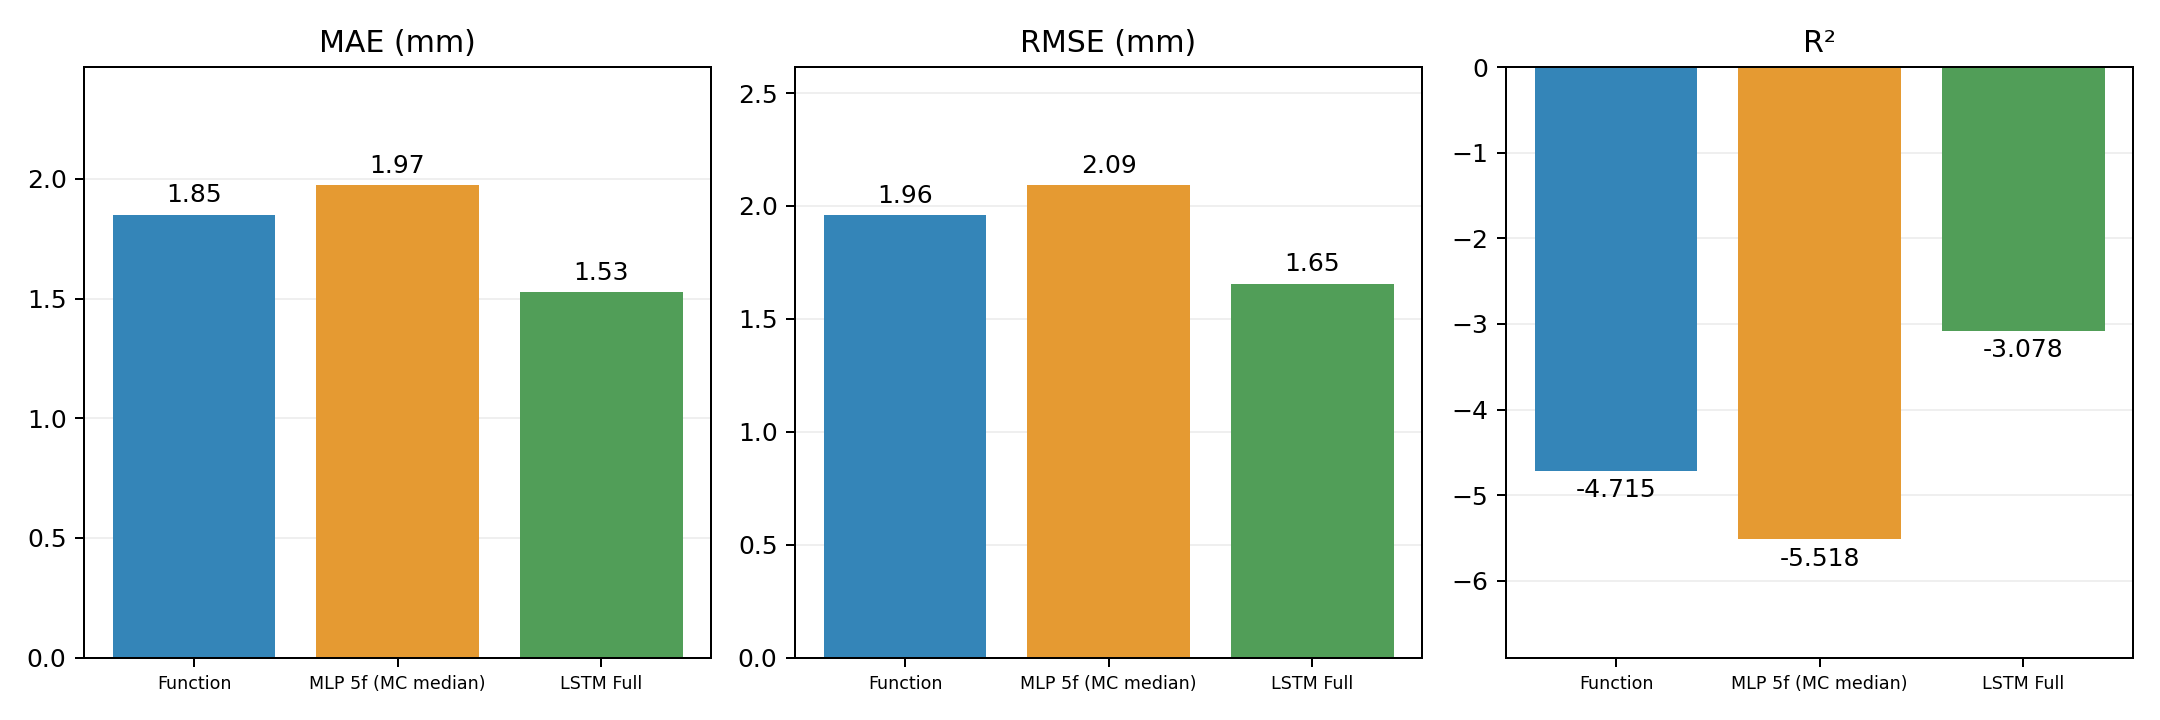 MAE (mm)
2.0
1.5
1.0
0.5
0.0
1.85
1.97
1.53
Function
MLP 5f (MC median)
LSTM Full
RMSE (mm)
2.5
2.0
1.5
1.0
0.5
0.0
1.96
2.09
1.65
Function
MLP 5f (MC median)
LSTM Full
R²
0
−1
−2
−3
−4
−5
−6
-4.715
-5.518
-3.078
Function
MLP 5f (MC median)
LSTM Full